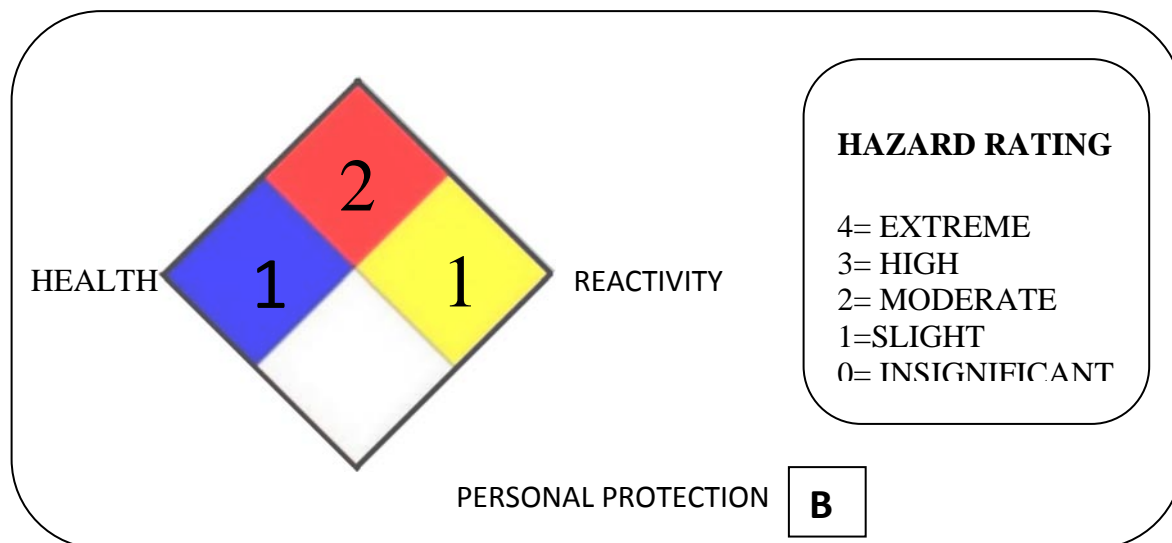 2
HEALTH
1
1
REACTIVITY
PERSONAL PROTECTION B
HAZARD RATING
4= EXTREME
3= HIGH
2= MODERATE
1=SLIGHT
0= INSIGNIFICANT